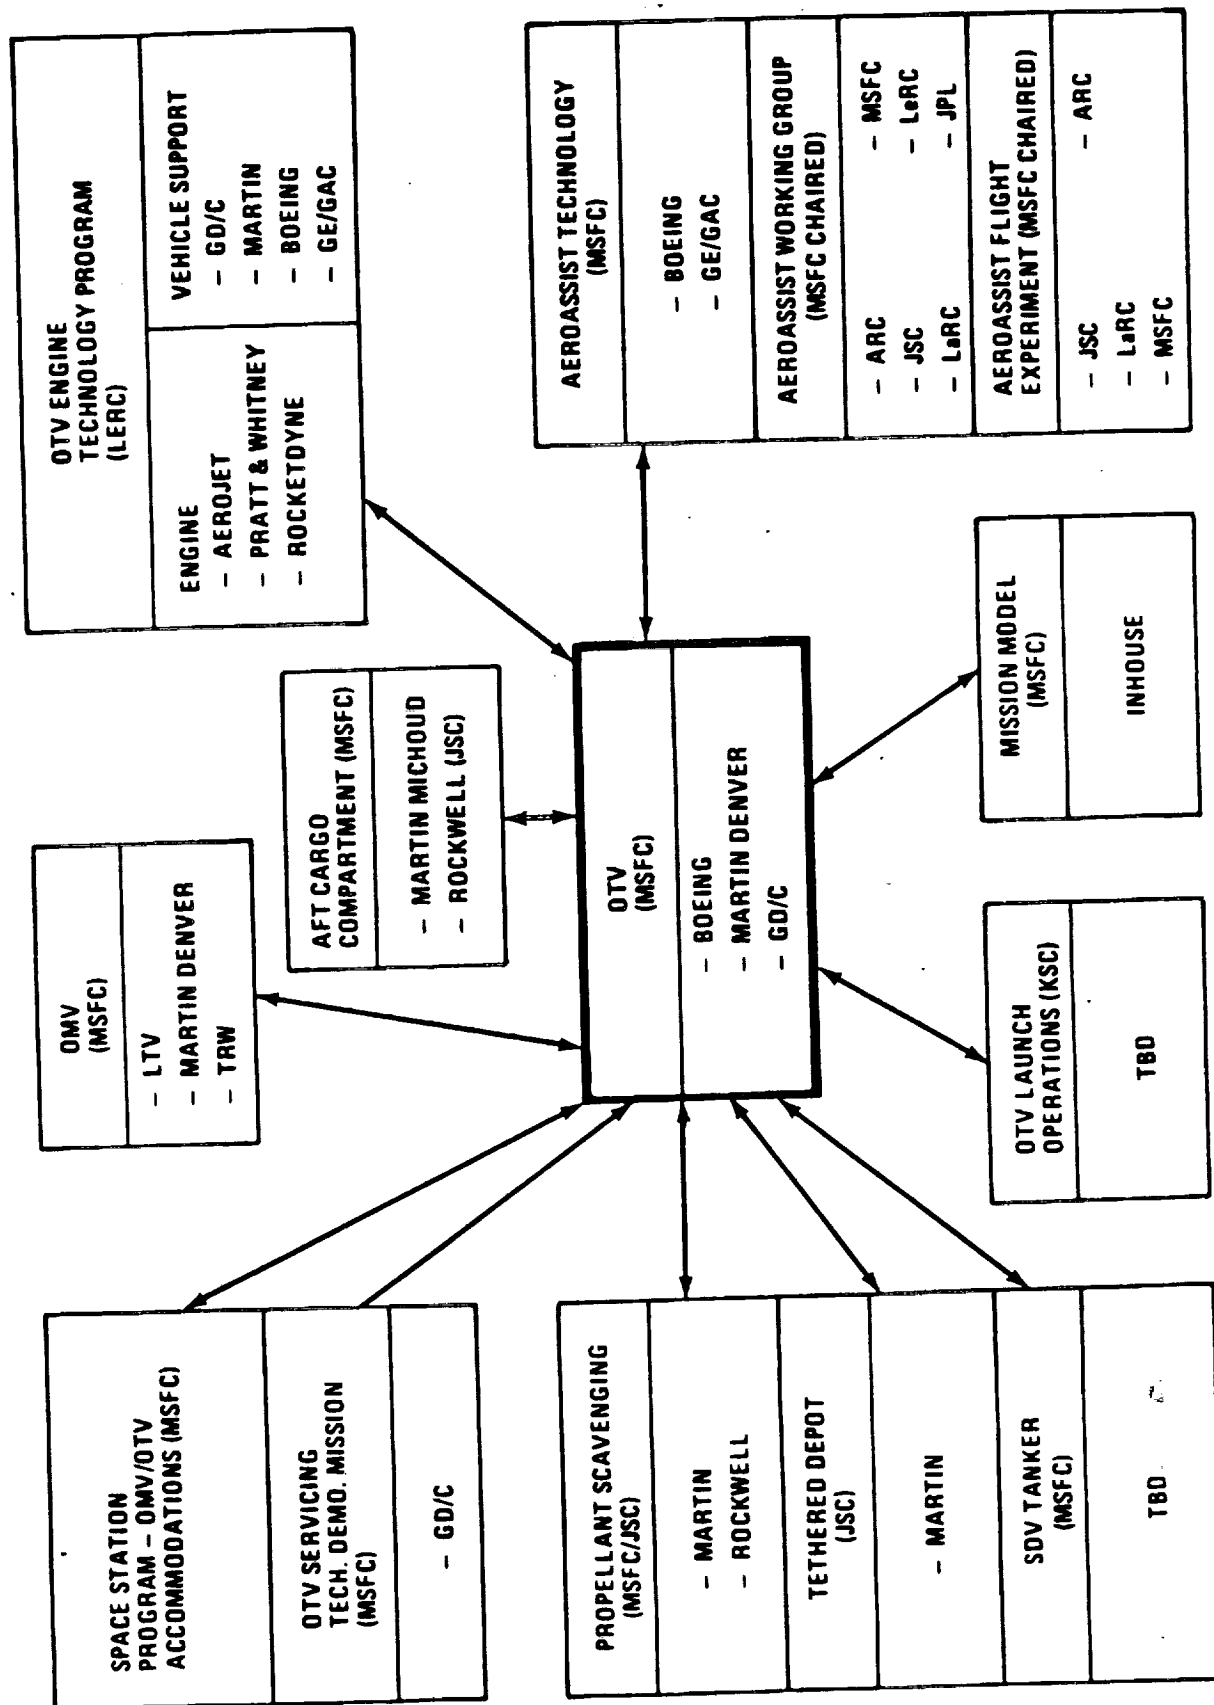 SPACE STATION
PROGRAM – OMV/OTV
ACCOMMODATIONS (MSFC)
OTV SERVICING
TECH. DEMO. MISSION
(MSFC)
– GD/C
OMV
(MSFC)
– LTV
– MARTIN DENVER
– TRW
AFT CARGO
COMPARTMENT (MSFC)
– MARTIN MICHOUD
– ROCKWELL (JSC)
OTV ENGINE
TECHNOLOGY PROGRAM
(LERC)
ENGINE
– AEROJET
– PRATT & WHITNEY
– ROCKETDYNE
VEHICLE SUPPORT
– GD/C
– MARTIN
– BOEING
– GE/GAC
PROPELLANT SCAVENGING
(MSFC/JSC)
– MARTIN
– ROCKWELL
TETHERED DEPOT
(JSC)
– MARTIN
SDV TANKER
(MSFC)
TBD
OTV
(MSFC)
– BOEING
– MARTIN DENVER
– GD/C
OTV LAUNCH
OPERATIONS (KSC)
TBD
MISSION MODEL
(MSFC)
INHOUSE
AEROASSIST TECHNOLOGY
(MSFC)
– BOEING
– GE/GAC
AEROASSIST WORKING GROUP
(MSFC CHAIRED)
– ARC – MSFC
– JSC – LeRC
– LaRC – JPL
AEROASSIST FLIGHT
EXPERIMENT (MSFC CHAIRED)
– JSC – ARC
– LaRC
– MSFC